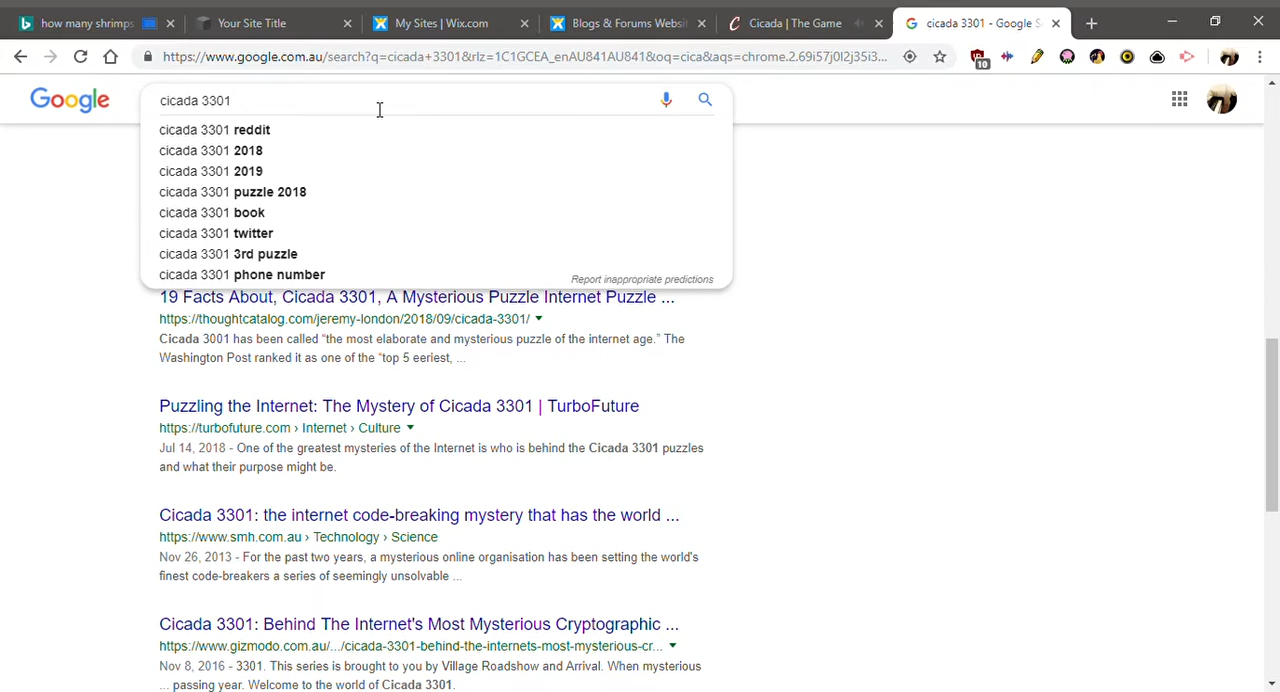 how many shrimps
Your Site Title
My Sites | Wix.com
Blogs & Forums Websi
Cicada | The Game
cicada 3301 - Google S
https://www.google.com.au/search?q=cicada+3301&rlz=1C1GCEA_enAU841AU841&oq=cica&aqs=chrome.2.69i57j0l2j35i3...
10
Google
cicada 3301
cicada 3301 reddit
cicada 3301 2018
cicada 3301 2019
cicada 3301 puzzle 2018
cicada 3301 book
cicada 3301 twitter
cicada 3301 3rd puzzle
cicada 3301 phone number
Report inappropriate predictions
19 Facts About, Cicada 3301, A Mysterious Puzzle Internet Puzzle ...
https://thoughtcatalog.com/jeremy-london/2018/09/cicada-3301/
Cicada 3001 has been called “the most elaborate and mysterious puzzle of the internet age.” The
Washington Post ranked it as one of the “top 5 eeriest, ...
Puzzling the Internet: The Mystery of Cicada 3301 | TurboFuture
https://turbofuture.com › Internet › Culture
Jul 14, 2018 - One of the greatest mysteries of the Internet is who is behind the Cicada 3301 puzzles
and what their purpose might be.
Cicada 3301: the internet code-breaking mystery that has the world ...
https://www.smh.com.au › Technology › Science
Nov 26, 2013 - For the past two years, a mysterious online organisation has been setting the world's
finest code-breakers a series of seemingly unsolvable ...
Cicada 3301: Behind The Internet's Most Mysterious Cryptographic ...
https://www.gizmodo.com.au/.../cicada-3301-behind-the-internets-most-mysterious-cr...
Nov 8, 2016 - 3301. This series is brought to you by Village Roadshow and Arrival. When mysterious
... passing year. Welcome to the world of Cicada 3301.